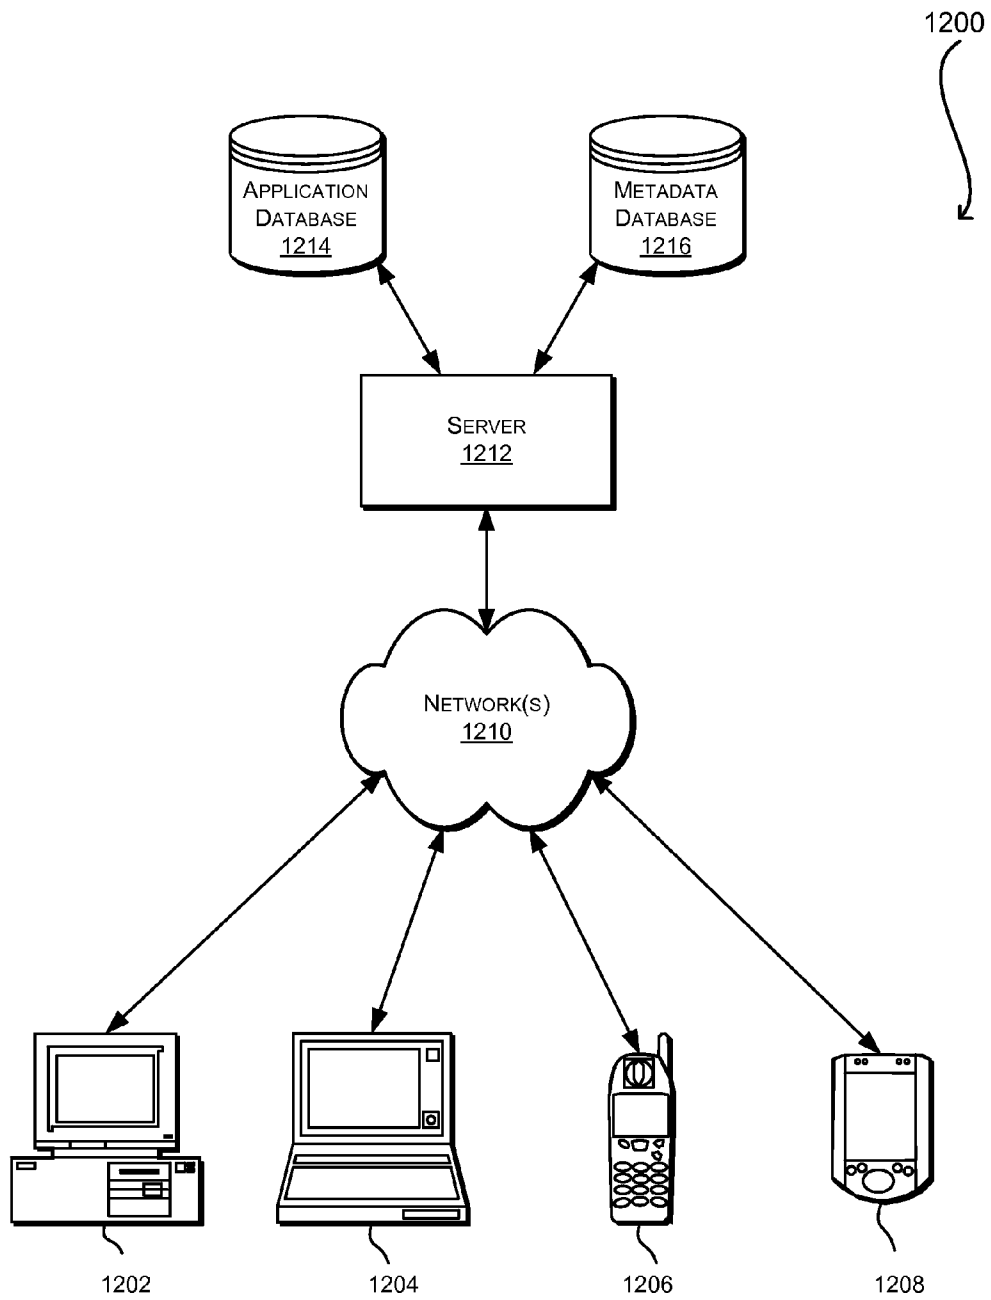 1200
APPLICATION
DATABASE
1214
METADATA
DATABASE
1216
SERVER
1212
NETWORK(S)
1210
1202
1204
1206
1208